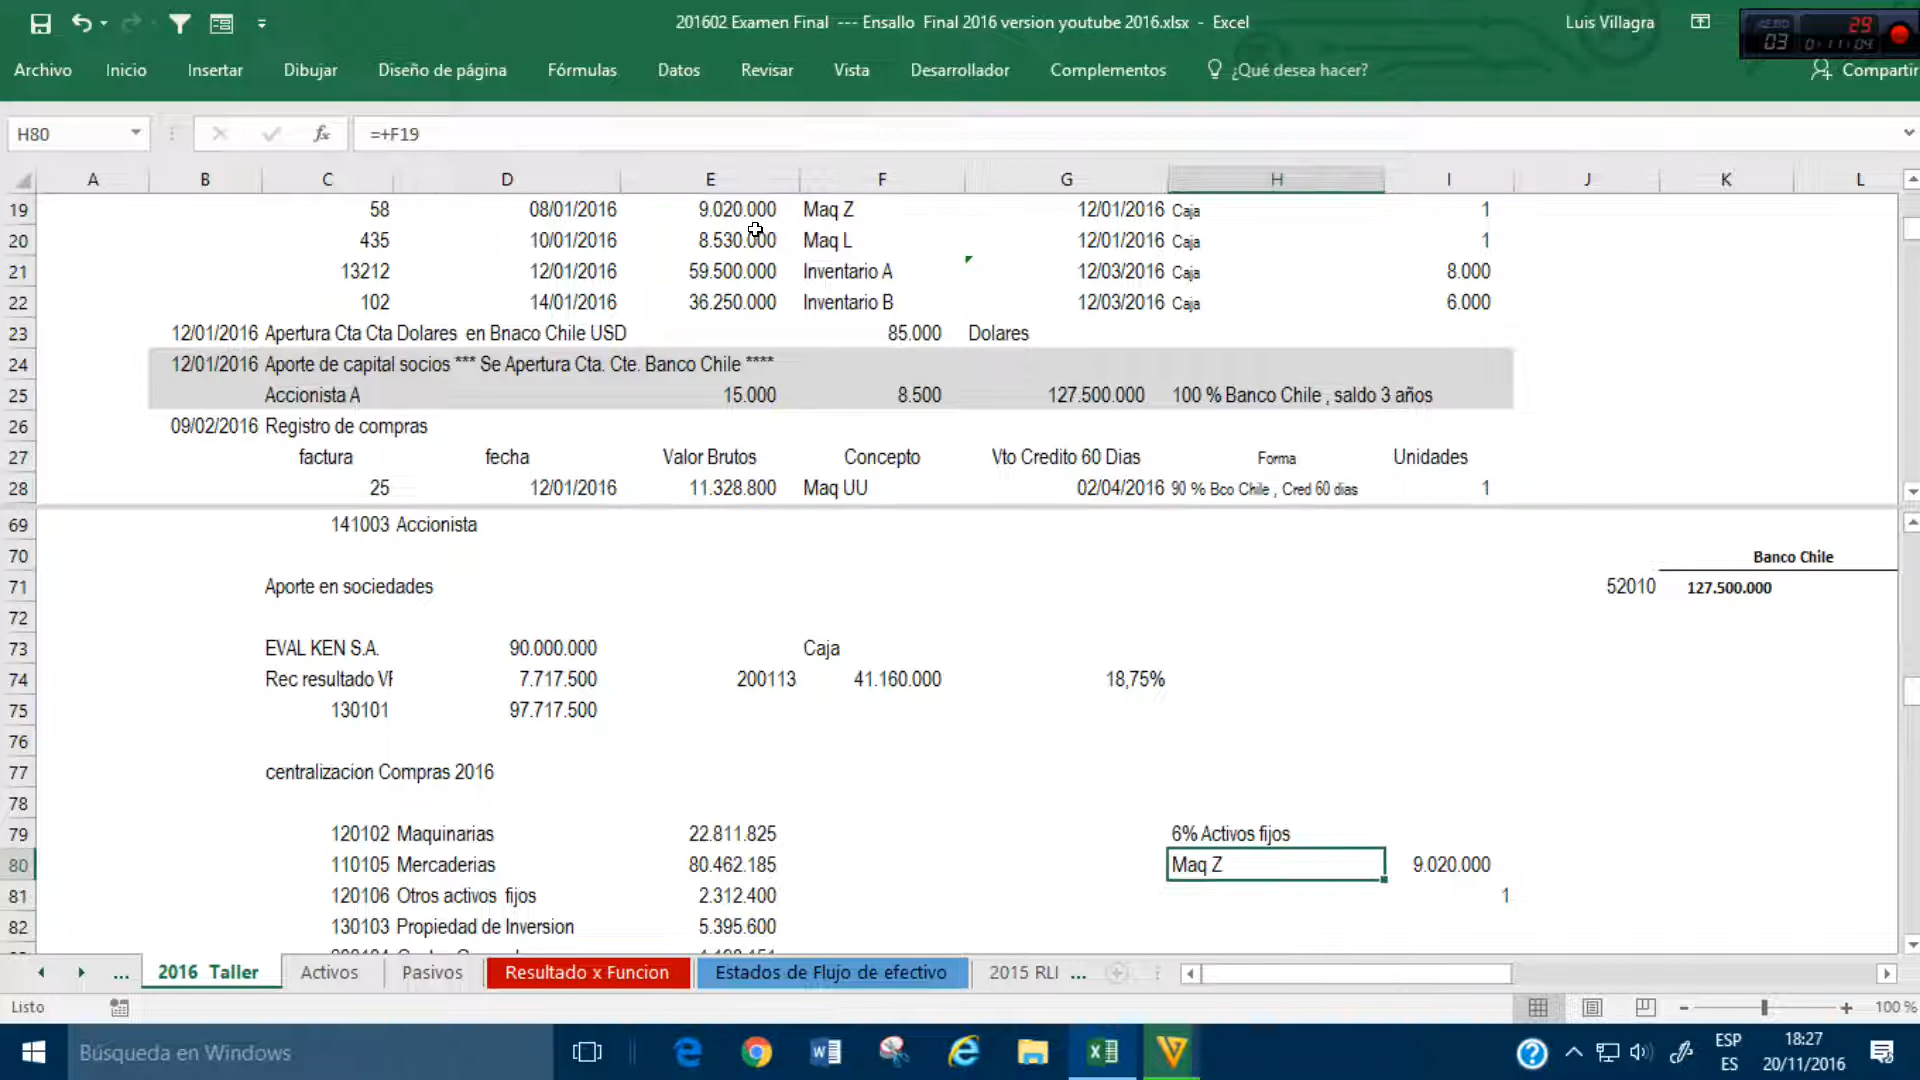 201602 Examen Final --- Ensallo Final 2016 version youtube 2016.xlsx - Excel
Luis Villagra
29
03 0:11:04
Archivo Inicio Insertar Dibujar Diseño de página Fórmulas Datos Revisar Vista Desarrollador Complementos ¿Qué desea hacer? Compartir
H80 fx =+F19
A B C D E F G H I J K L
19 58 08/01/2016 9.020.000 Maq Z 12/01/2016 Caja 1
20 435 10/01/2016 8.530.000 Maq L 12/01/2016 Caja 1
21 13212 12/01/2016 59.500.000 Inventario A 12/03/2016 Caja 8.000
22 102 14/01/2016 36.250.000 Inventario B 12/03/2016 Caja 6.000
23 12/01/2016 Apertura Cta Cta Dolares en Bnaco Chile USD 85.000 Dolares
24 12/01/2016 Aporte de capital socios *** Se Apertura Cta. Cte. Banco Chile ****
25 Accionista A 15.000 8.500 127.500.000 100 % Banco Chile , saldo 3 años
26 09/02/2016 Registro de compras
27 factura fecha Valor Brutos Concepto Vto Credito 60 Dias Forma Unidades
28 25 12/01/2016 11.328.800 Maq UU 02/04/2016 90 % Bco Chile , Cred 60 dias 1
69 141003 Accionista
70 Banco Chile
71 Aporte en sociedades 52010 127.500.000
72
73 EVAL KEN S.A. 90.000.000 Caja
74 Rec resultado VF 7.717.500 200113 41.160.000 18,75%
75 130101 97.717.500
76
77 centralizacion Compras 2016
78
79 120102 Maquinarias 22.811.825 6% Activos fijos
80 110105 Mercaderias 80.462.185 Maq Z 9.020.000
81 120106 Otros activos fijos 2.312.400 1
82 130103 Propiedad de Inversion 5.395.600
... 2016 Taller Activos Pasivos Resultado x Funcion Estados de Flujo de efectivo 2015 RLI ...
Listo 100 %
Búsqueda en Windows
ESP 18:27
ES 20/11/2016